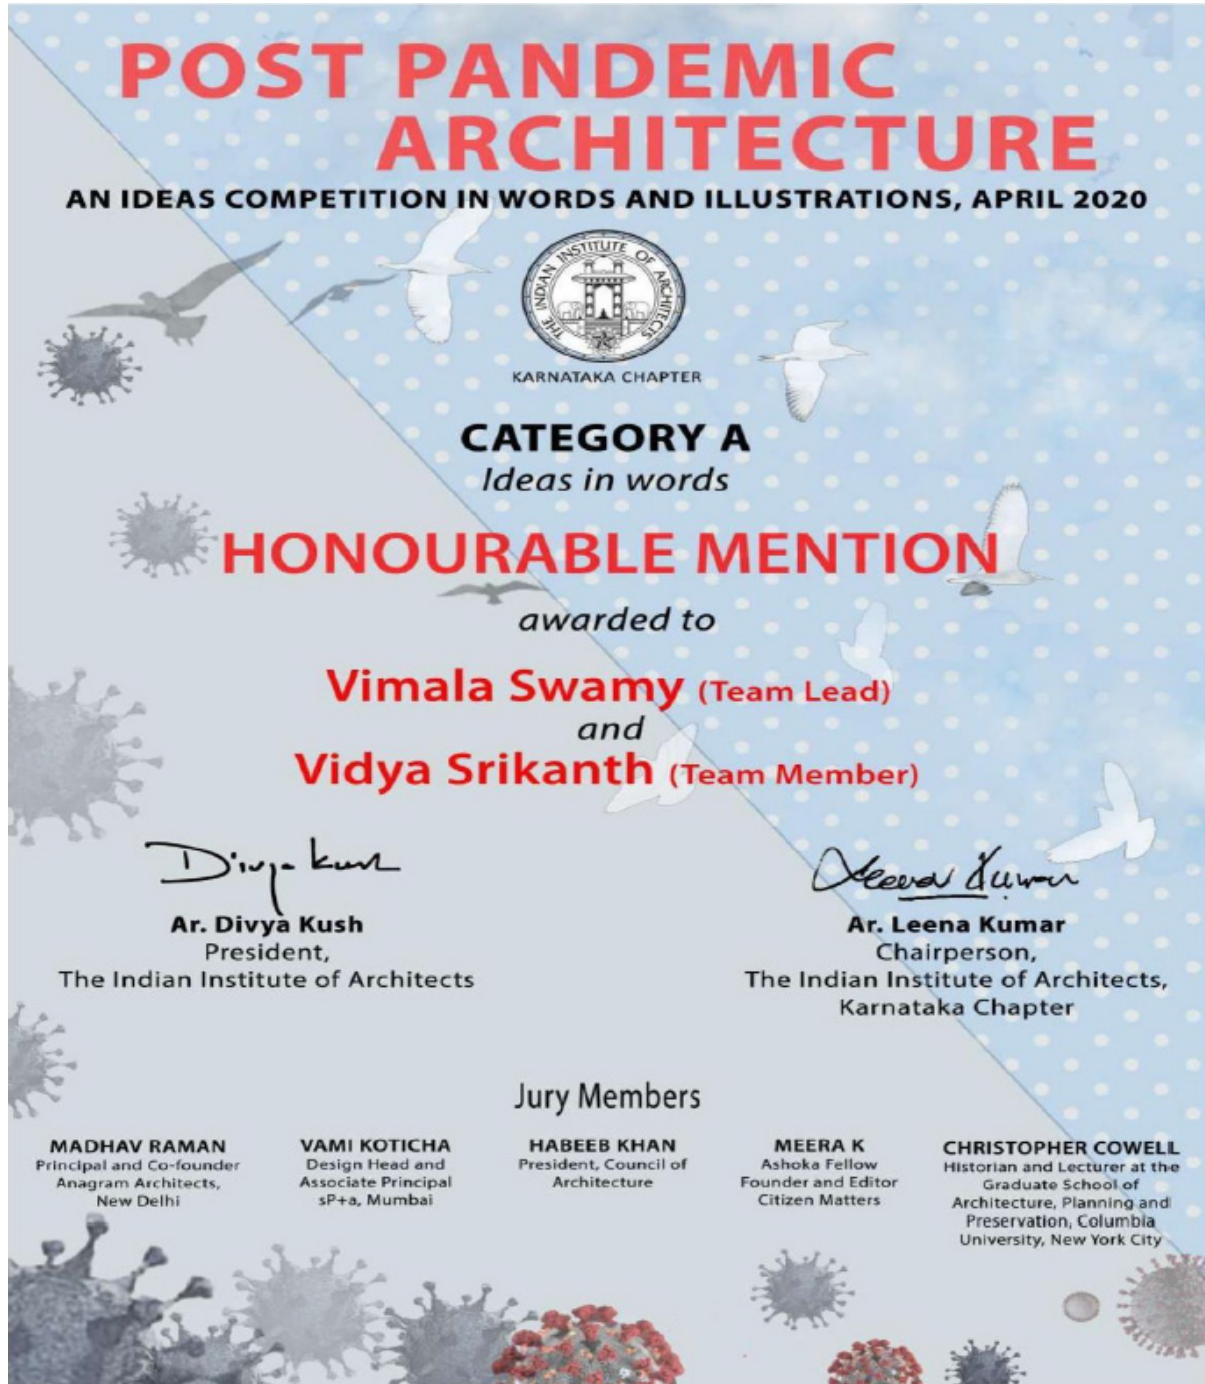 POST PANDEMIC
ARCHITECTURE
AN IDEAS COMPETITION IN WORDS AND ILLUSTRATIONS, APRIL 2020
THE INDIAN INSTITUTE OF ARCHITECTS
KARNATAKA CHAPTER
CATEGORY A
Ideas in words
HONOURABLE MENTION
awarded to
Vimala Swamy (Team Lead)
and
Vidya Srikanth (Team Member)
Divya Kush
Leena Kumar
Ar. Divya Kush
President,
The Indian Institute of Architects
Ar. Leena Kumar
Chairperson,
The Indian Institute of Architects,
Karnataka Chapter
Jury Members
MADHAV RAMAN
Principal and Co-founder
Anagram Architects,
New Delhi
VAMI KOTICHA
Design Head and
Associate Principal
sP+a, Mumbai
HABEEB KHAN
President, Council of
Architecture
MEERA K
Ashoka Fellow
Founder and Editor
Citizen Matters
CHRISTOPHER COWELL
Historian and Lecturer at the
Graduate School of
Architecture, Planning and
Preservation, Columbia
University, New York City